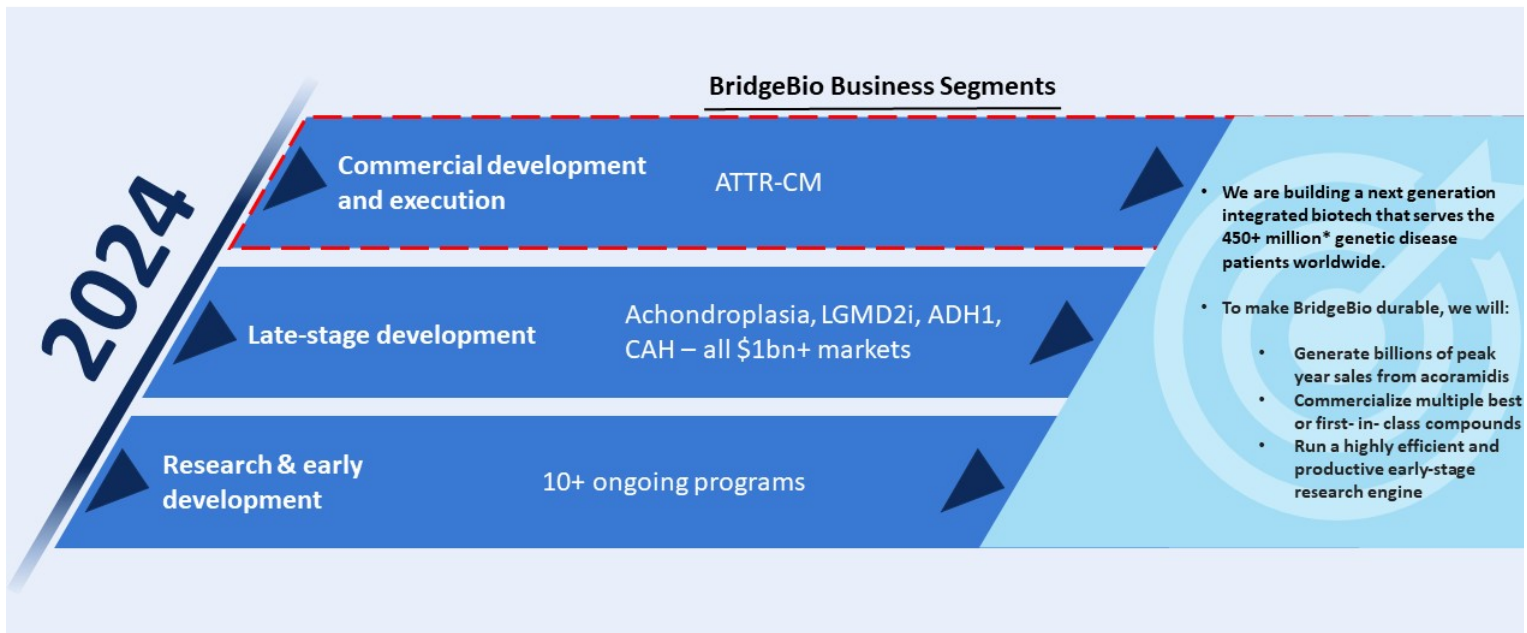 BridgeBio Business Segments
2024
Commercial development
and execution
ATTR-CM
Late-stage development
Achondroplasia, LGMD2i, ADH1,
CAH – all $1bn+ markets
Research & early
development
10+ ongoing programs
• We are building a next generation
integrated biotech that serves the
450+ million* genetic disease
patients worldwide.
• To make BridgeBio durable, we will:
• Generate billions of peak
year sales from acoramidis
• Commercialize multiple best
or first- in- class compounds
• Run a highly efficient and
productive early-stage
research engine